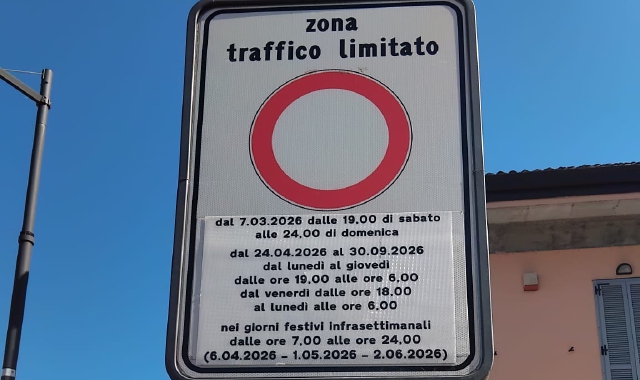 zona
traffico limitato
dal 7.03.2026 dalle 19.00 di sabato
alle 24,00 di domenica
dal 24.04.2026 al 30.09.2026
dal lunedì al giovedì
dalle ore 19,00 alle ore 6,00
dal venerdì dalle ore 18.00
al lunedì alle ore 6.00
nei giorni festivi infrasettimanali
dalle ore 7.00 alle ore 24,00
(6.04.2026 - 1.05.2026 - 2.06.2026)